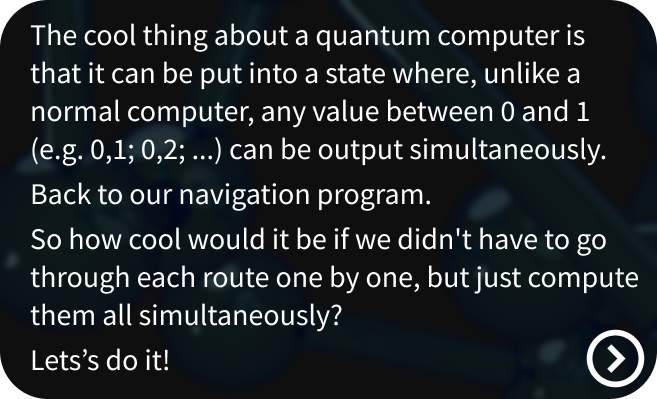 The cool thing about a quantum computer is
that it can be put into a state where, unlike a
normal computer, any value between 0 and 1
(e.g. 0,1; 0,2; ...) can be output simultaneously.
Back to our navigation program.
So how cool would it be if we didn't have to go
through each route one by one, but just compute
them all simultaneously?
Lets’s do it!